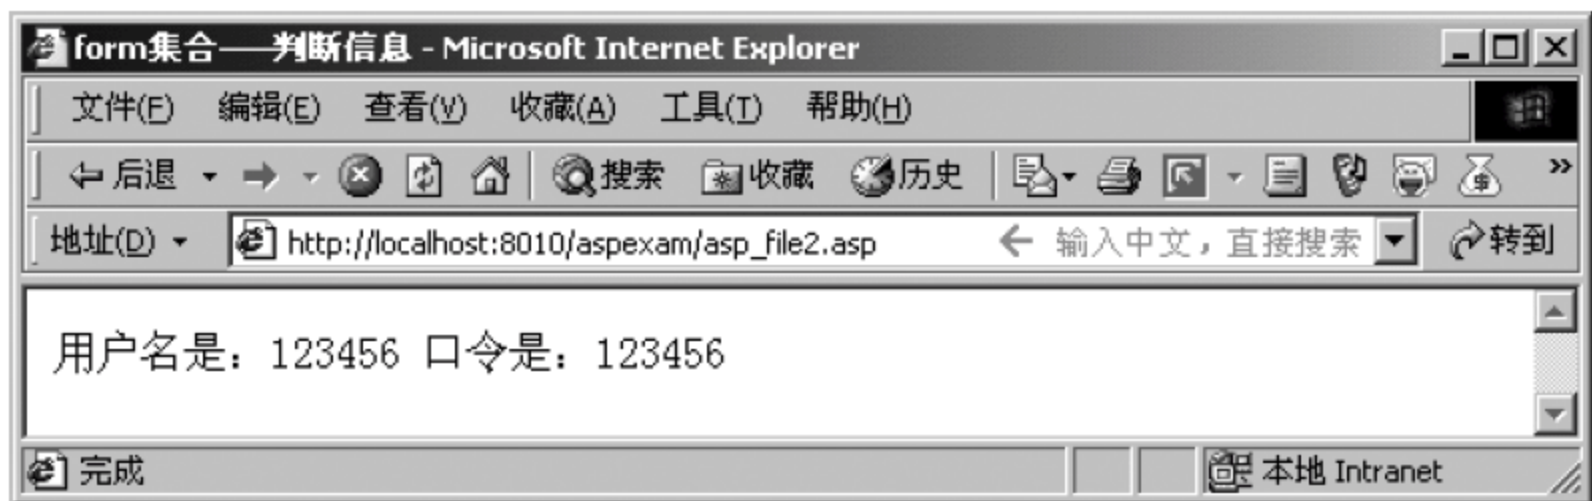 form集合——判断信息 - Microsoft Internet Explorer
文件(F) 编辑(E) 查看(V) 收藏(A) 工具(T) 帮助(H)
后退 搜索 收藏 历史 »
地址(D) http://localhost:8010/aspexam/asp_file2.asp 输入中文，直接搜索 转到
用户名是：123456 口令是：123456
完成 本地 Intranet